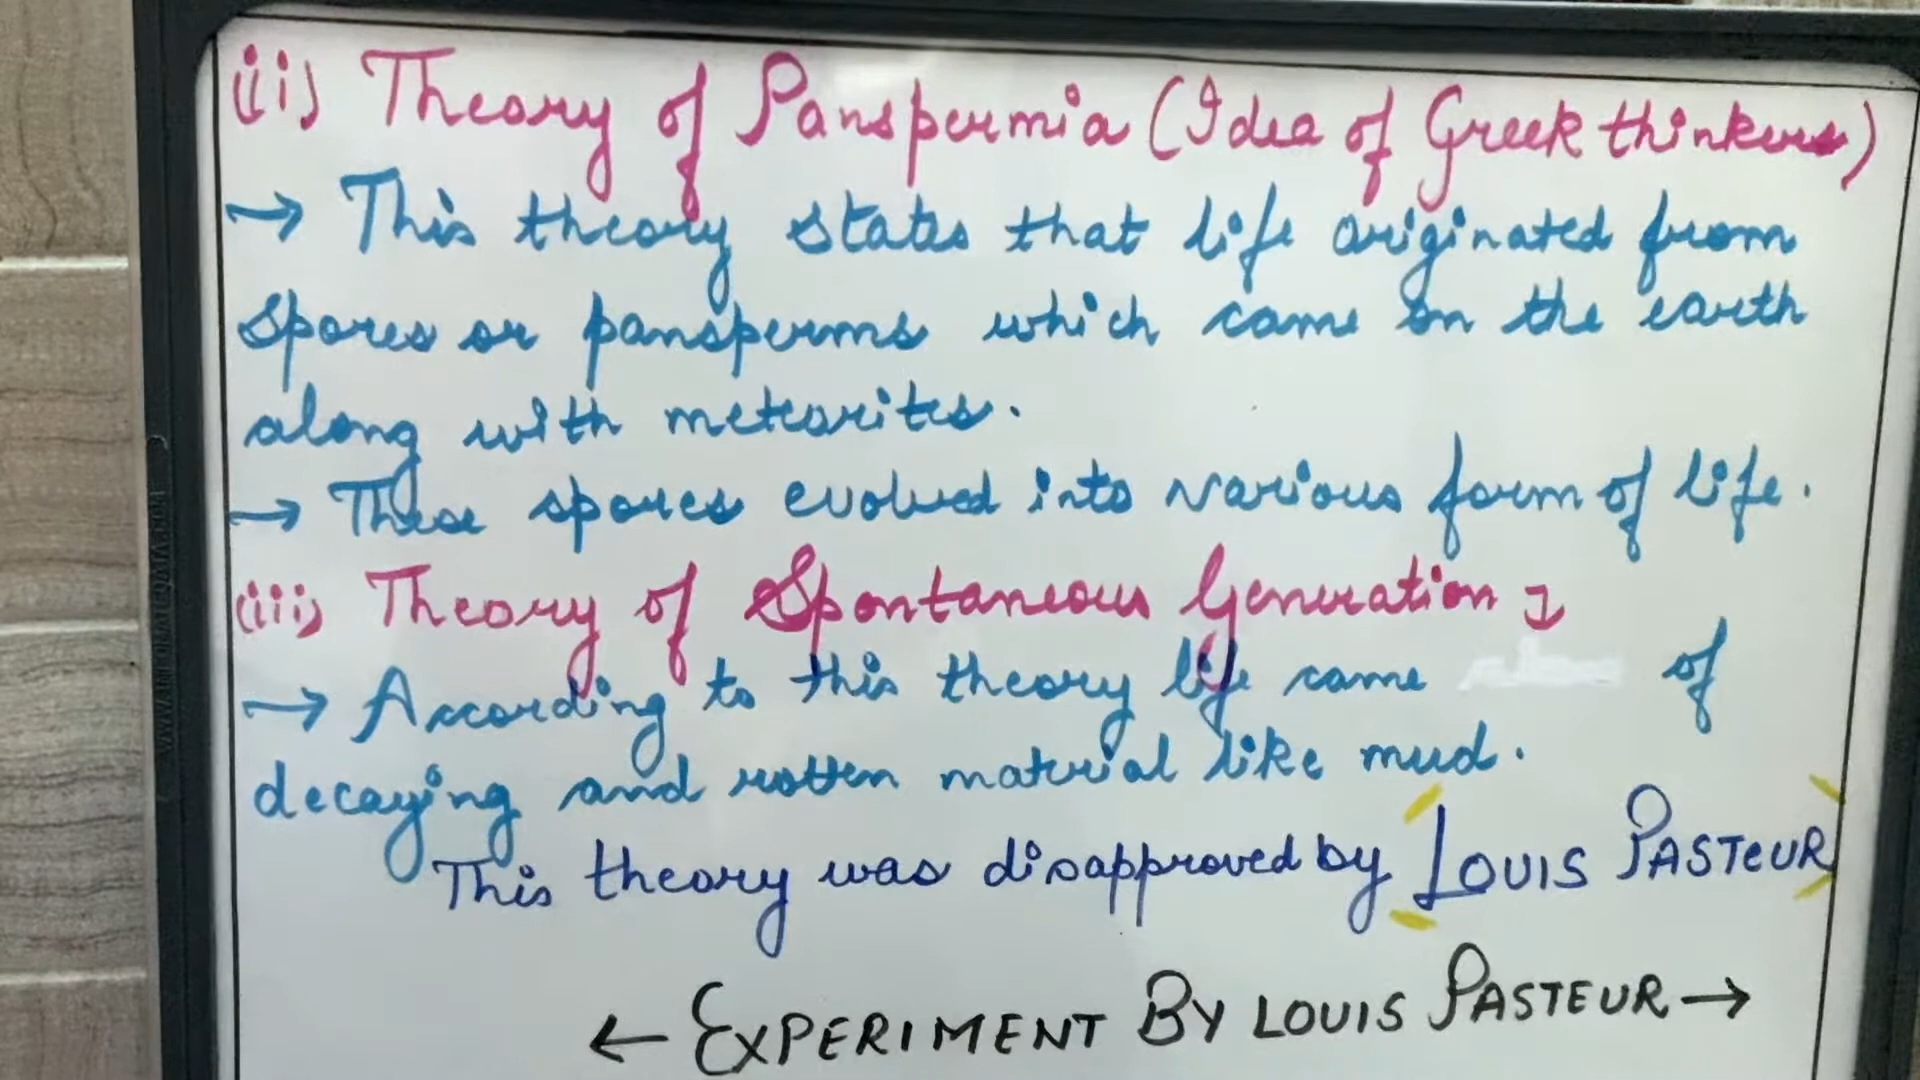 (ii) Theory of Panspermia (Idea of Greek thinkers)
→ This theory states that life originated from
spores or pansperms which came on the earth
along with meteorites.
→ These spores evolved into various form of life.
(iii) Theory of Spontaneous Generation :
→ According to this theory life came of
decaying and rotten material like mud.
This theory was disapproved by LOUIS PASTEUR
← EXPERIMENT BY LOUIS PASTEUR →